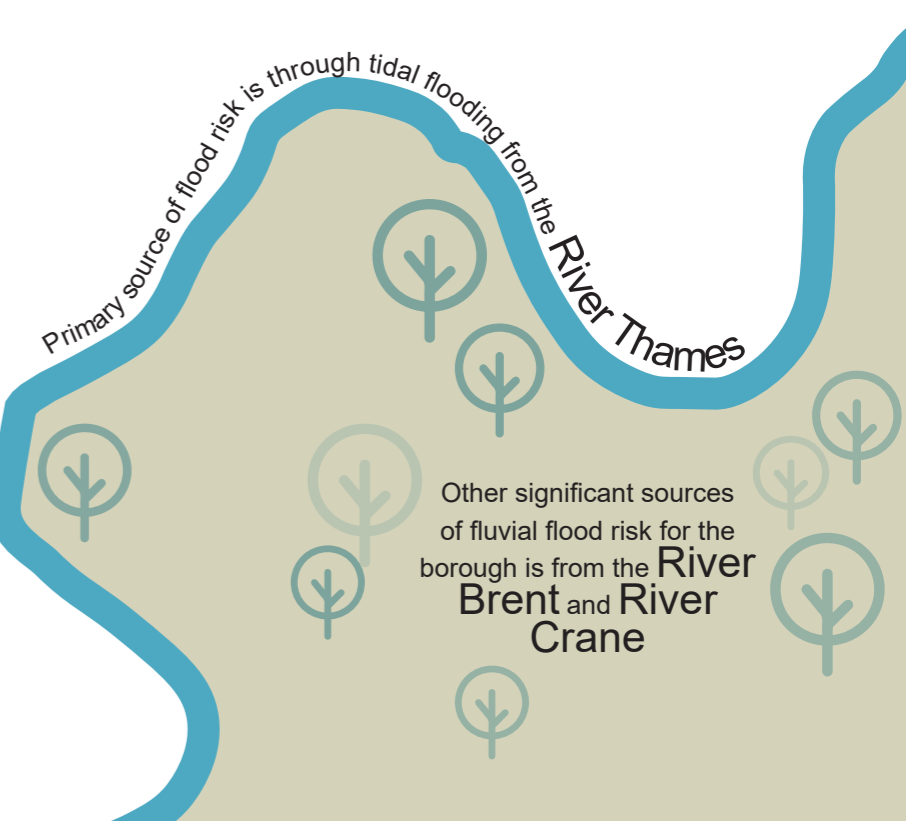 Primary source of flood risk is through tidal flooding from the River Thames
Other significant sources
of fluvial flood risk for the
borough is from the River
Brent and River
Crane